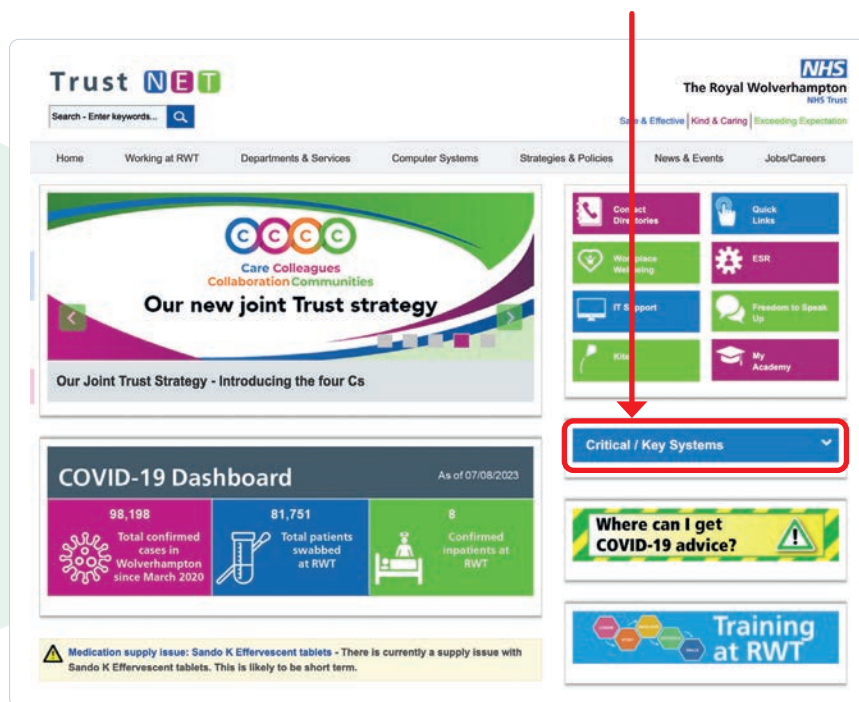 Trust NET
Search - Enter keywords...
NHS
The Royal Wolverhampton
NHS Trust
Safe & Effective | Kind & Caring | Exceeding Expectation
Home Working at RWT Departments & Services Computer Systems Strategies & Policies News & Events Jobs/Careers
C C C C
Care Colleagues
Collaboration Communities
Our new joint Trust strategy
Our Joint Trust Strategy - Introducing the four Cs
Contact
Directories
Quick
Links
Workplace
Wellbeing
ESR
IT Support
Freedom to Speak
Up
Kite
My
Academy
Critical / Key Systems
COVID-19 Dashboard
As of 07/08/2023
98,198
Total confirmed
cases in
Wolverhampton
since March 2020
81,751
Total patients
swabbed
at RWT
8
Confirmed
inpatients at
RWT
Where can I get
COVID-19 advice?
Medication supply issue: Sando K Effervescent tablets - There is currently a supply issue with
Sando K Effervescent tablets. This is likely to be short term.
Training
at RWT